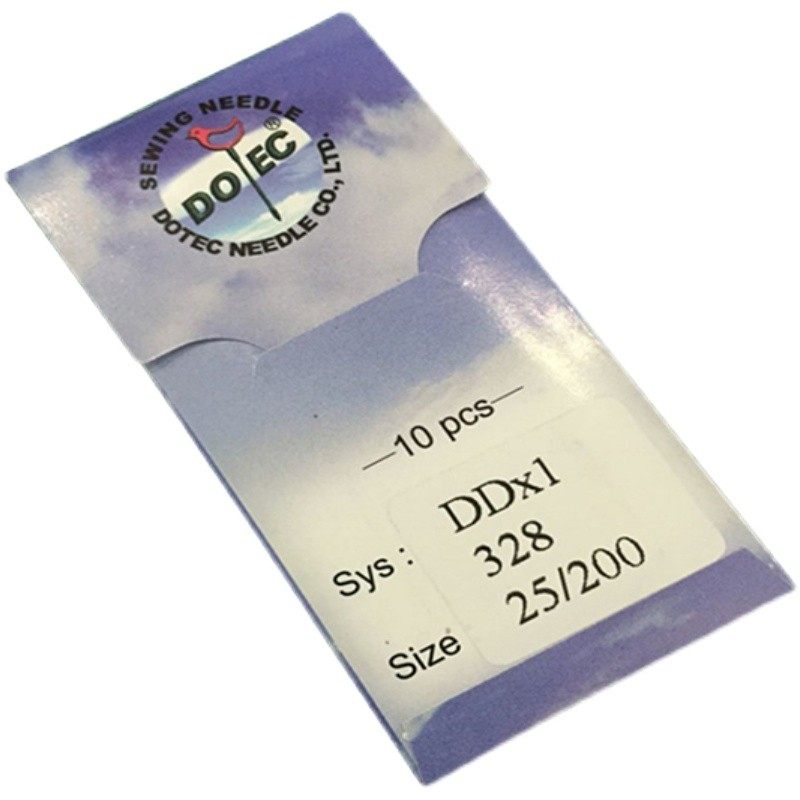 SEWING NEEDLE
DOTEC®
DOTEC NEEDLE CO., LTD.
—10 pcs—
Sys : DDx1
328
Size 25/200